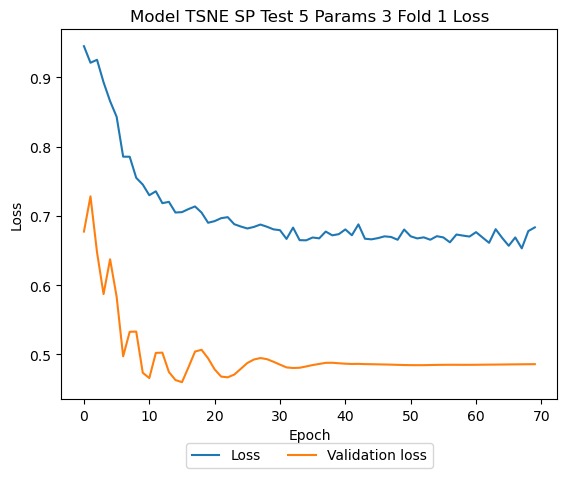 Model TSNE SP Test 5 Params 3 Fold 1 Loss
Loss
0.9
0.8
0.7
0.6
0.5
0 10 20 30 40 50 60 70
Epoch
Loss Validation loss